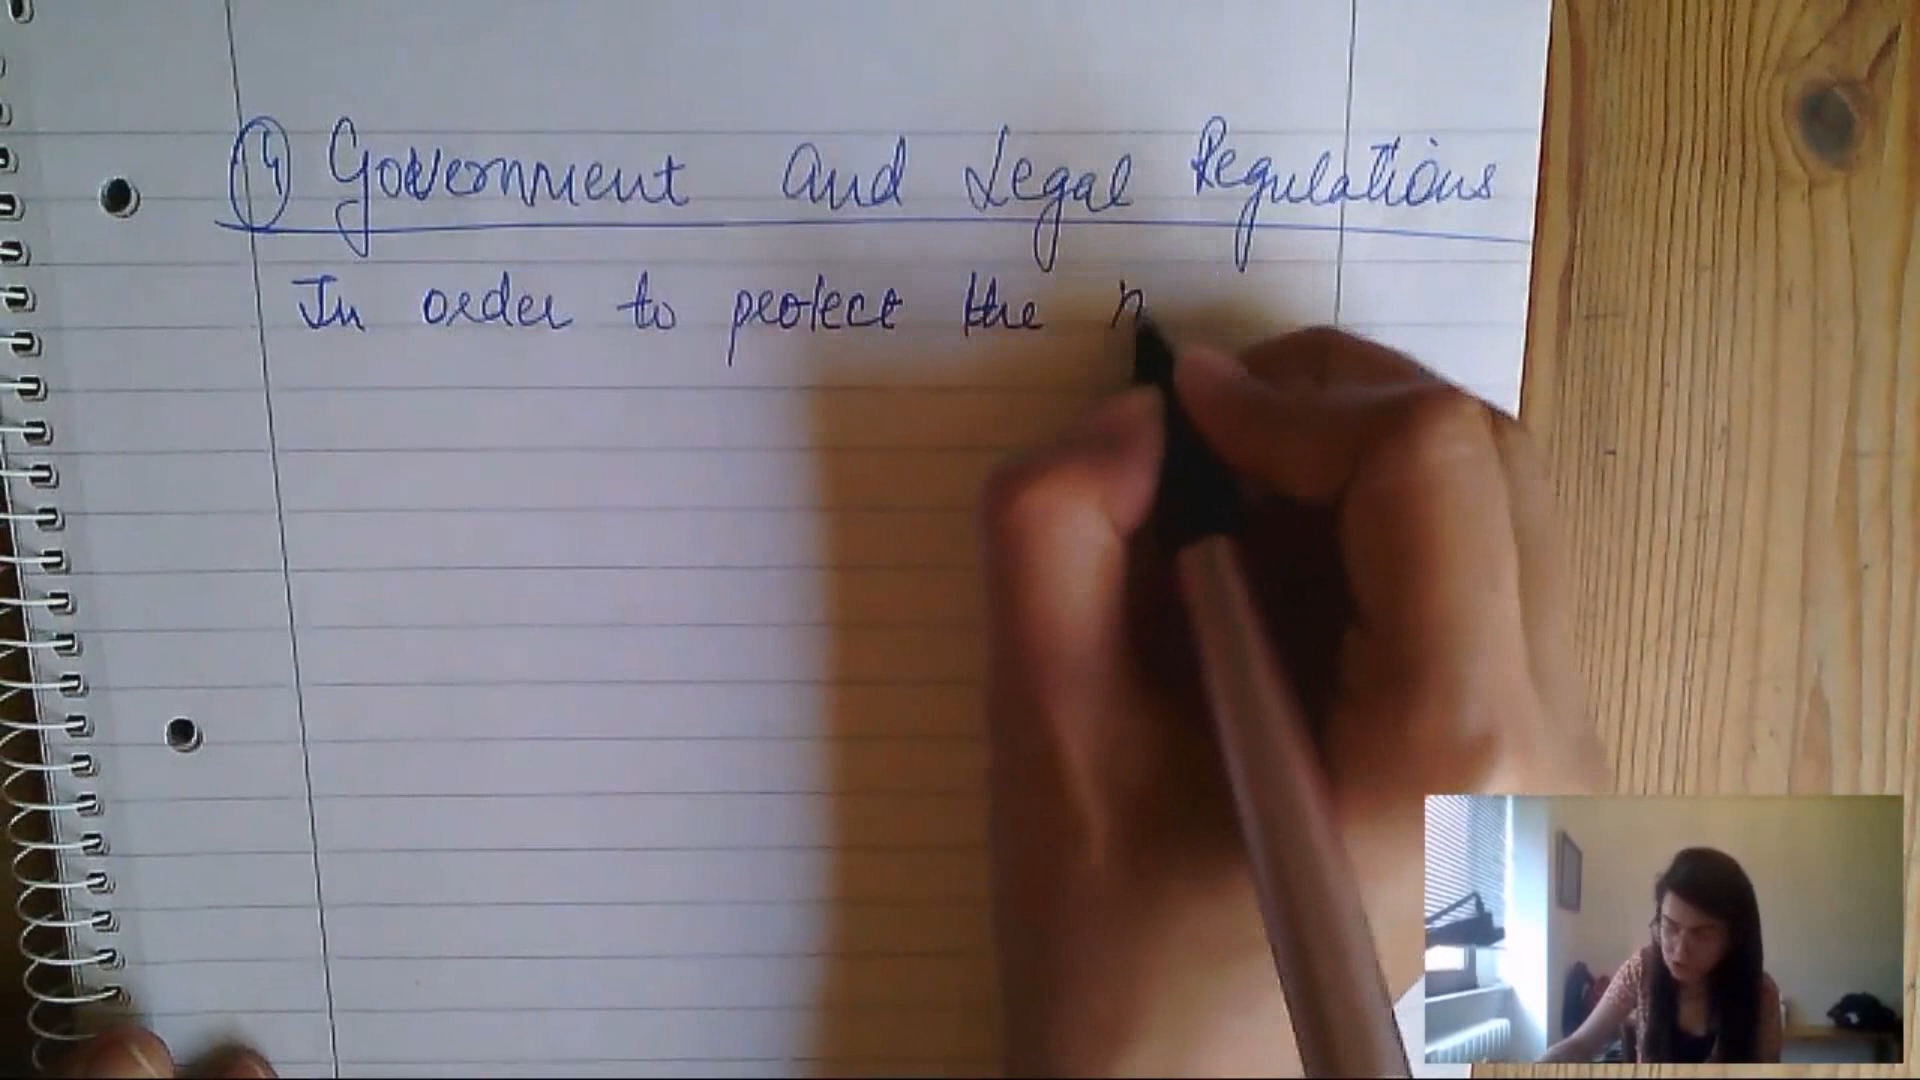 4 Government and Legal Regulations
In order to protect the